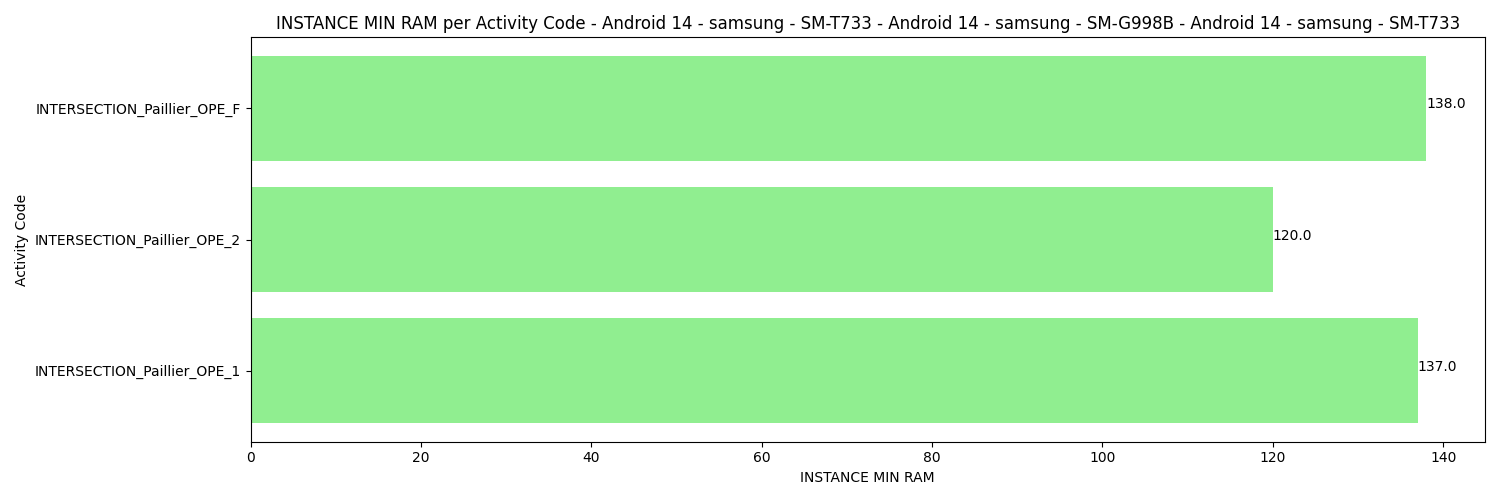 INSTANCE MIN RAM per Activity Code - Android 14 - samsung - SM-T733 - Android 14 - samsung - SM-G998B - Android 14 - samsung - SM-T733
Activity Code
INTERSECTION_Paillier_OPE_F
138.0
INTERSECTION_Paillier_OPE_2
120.0
INTERSECTION_Paillier_OPE_1
137.0
0 20 40 60 80 100 120 140
INSTANCE MIN RAM